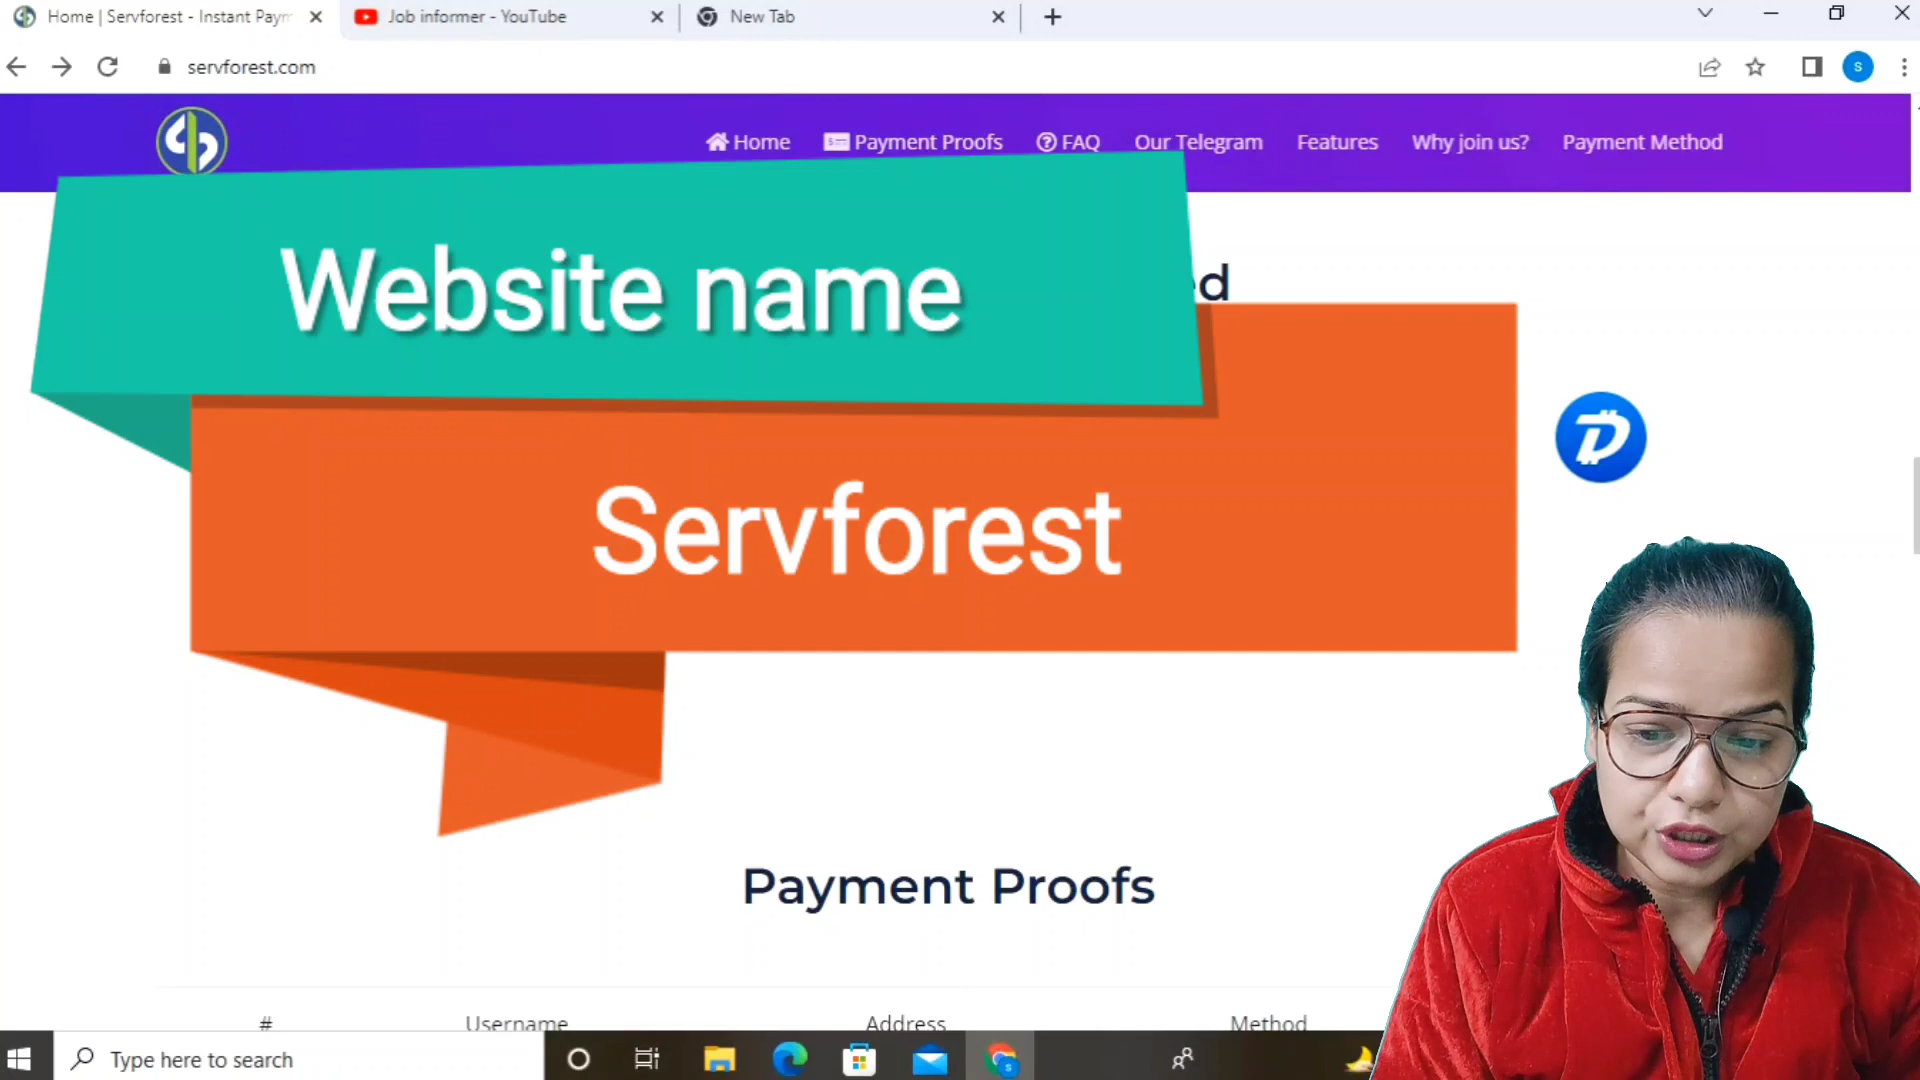 Home | Servforest - Instant Paym
Job informer - YouTube
New Tab
servforest.com
Home
Payment Proofs
FAQ
Our Telegram
Features
Why join us?
Payment Method
Website name
ed
Servforest
Payment Proofs
# Username Address Method
Type here to search